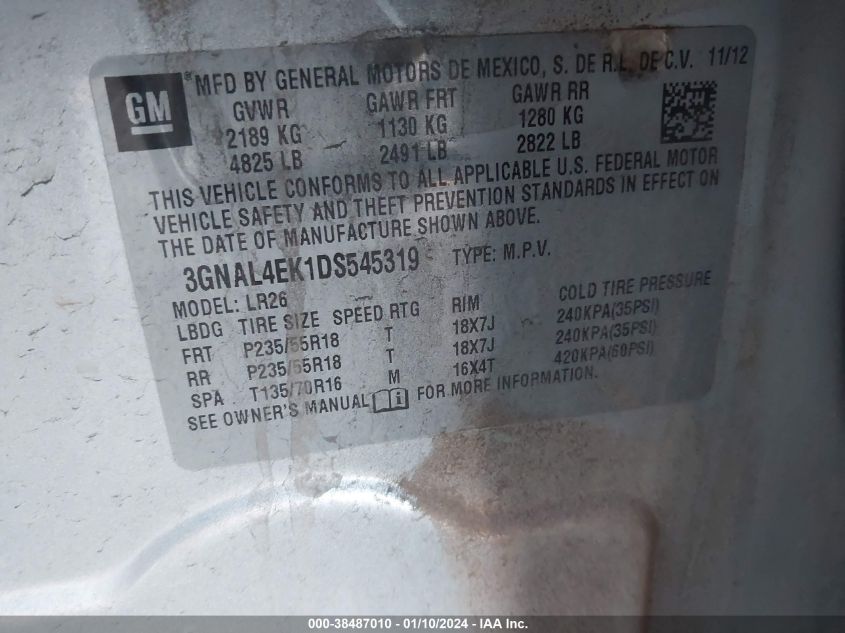 GM ® MFD BY GENERAL MOTORS DE MEXICO, S. DE R.L. DE C.V. 11/12
GVWR GAWR FRT GAWR RR
2189 KG 1130 KG 1280 KG
4825 LB 2491 LB 2822 LB
THIS VEHICLE CONFORMS TO ALL APPLICABLE U.S. FEDERAL MOTOR
VEHICLE SAFETY AND THEFT PREVENTION STANDARDS IN EFFECT ON
THE DATE OF MANUFACTURE SHOWN ABOVE.
3GNAL4EK1DS545319 TYPE: M.P.V.
MODEL: LR26
LBDG TIRE SIZE SPEED RTG RIM COLD TIRE PRESSURE
FRT P235/55R18 T 18X7J 240KPA(35PSI)
RR P235/55R18 T 18X7J 240KPA(35PSI)
SPA T135/70R16 M 16X4T 420KPA(60PSI)
SEE OWNER'S MANUAL i FOR MORE INFORMATION.
000-38487010 - 01/10/2024 - IAA Inc.